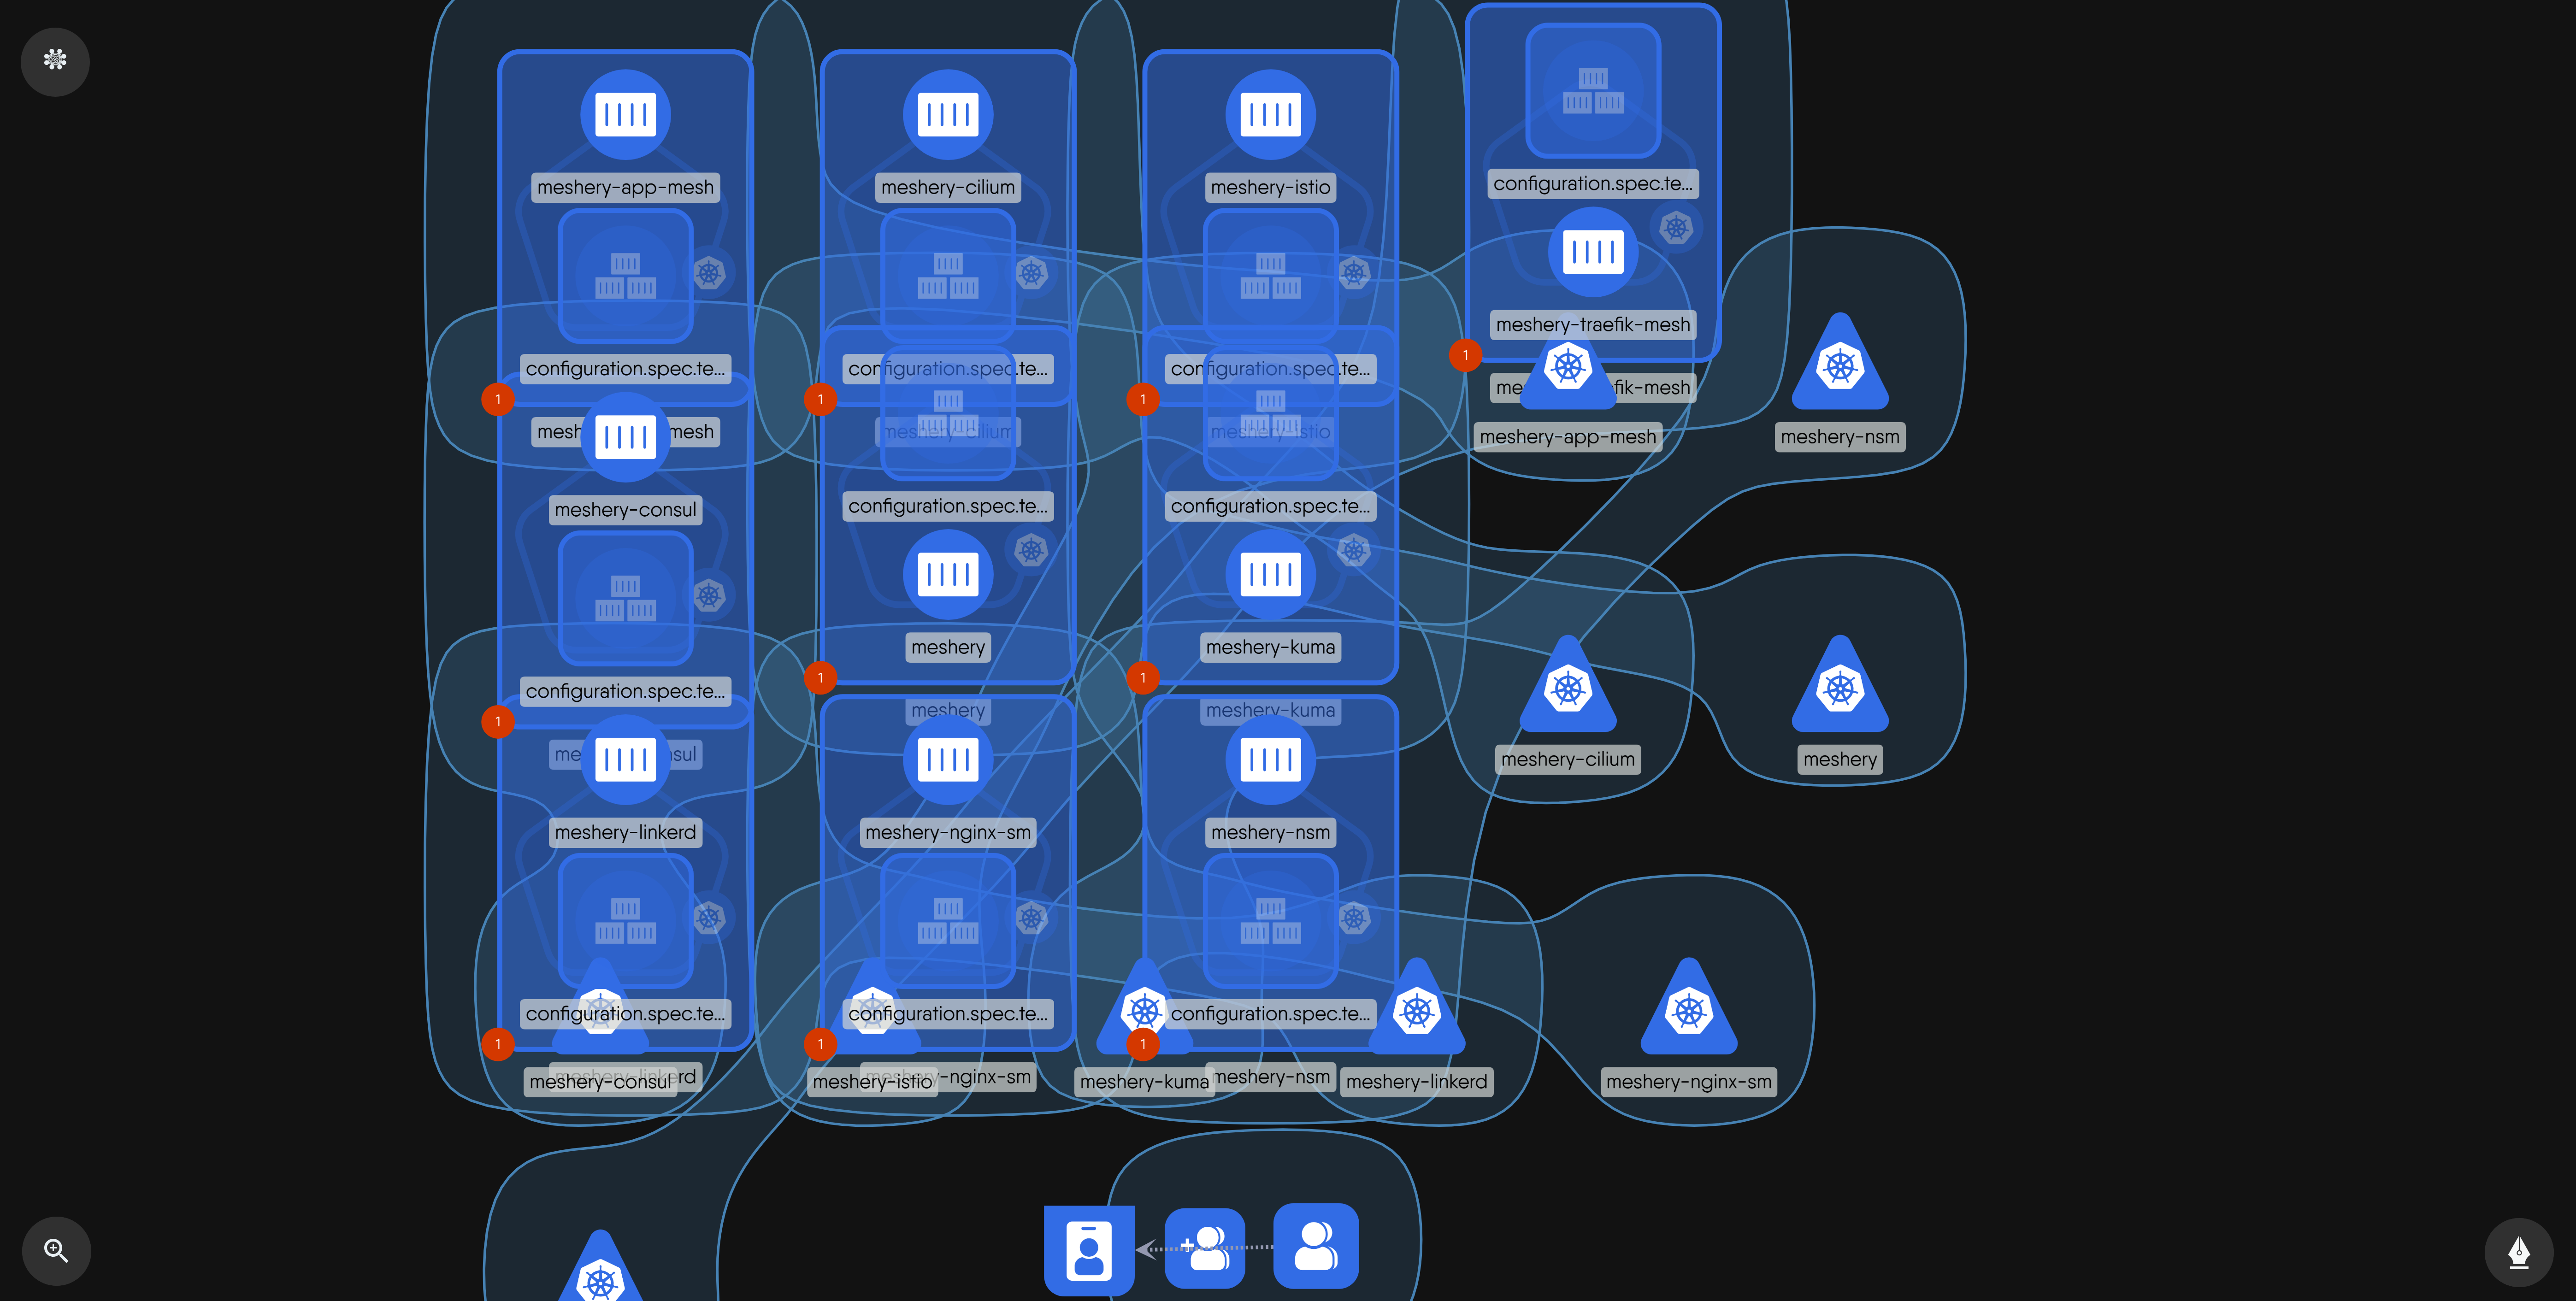 meshery-app-mesh
meshery-cilium
meshery-istio
configuration.spec.te...
meshery-traefik-mesh
configuration.spec.te...
configuration.spec.te...
configuration.spec.te...
1
1
1
1
me fik-mesh
mesh mesh
meshery-cilium
meshery-istio
meshery-app-mesh
meshery-nsm
meshery-consul
configuration.spec.te...
configuration.spec.te...
meshery
meshery-kuma
configuration.spec.te...
1
1
1
meshery
meshery-kuma
me sul
meshery-cilium
meshery
meshery-linkerd
meshery-nginx-sm
meshery-nsm
configuration.spec.te...
configuration.spec.te...
configuration.spec.te...
1
1
1
meshery-consul
rd
meshery-istio
-nginx-sm
meshery-kuma
meshery-nsm
meshery-linkerd
meshery-nginx-sm